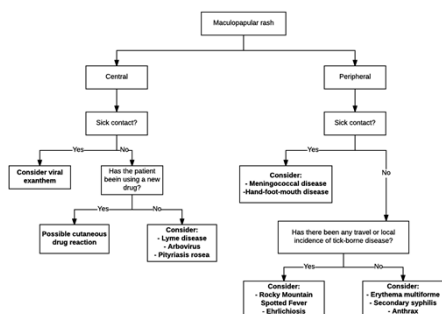 Maculopapular rash
Central
Peripheral
Sick contact?
Sick contact?
Yes
No
Yes
No
Consider viral
exanthem
Has the patient
been using a new
drug?
Consider:
- Meningococcal disease
-Hand-foot-mouth disease
Yes
No
Possible cutaneous
drug reaction
Consider:
- Lyme disease
- Arbovirus
- Pityriasis rosea
Has there been any travel or local
incidence of tick-borne disease?
Yes
No
Consider:
- Rocky Mountain
Spotted Fever
- Ehrlichiosis
Consider:
- Erythema multiforme
- Secondary syphilis
- Anthrax